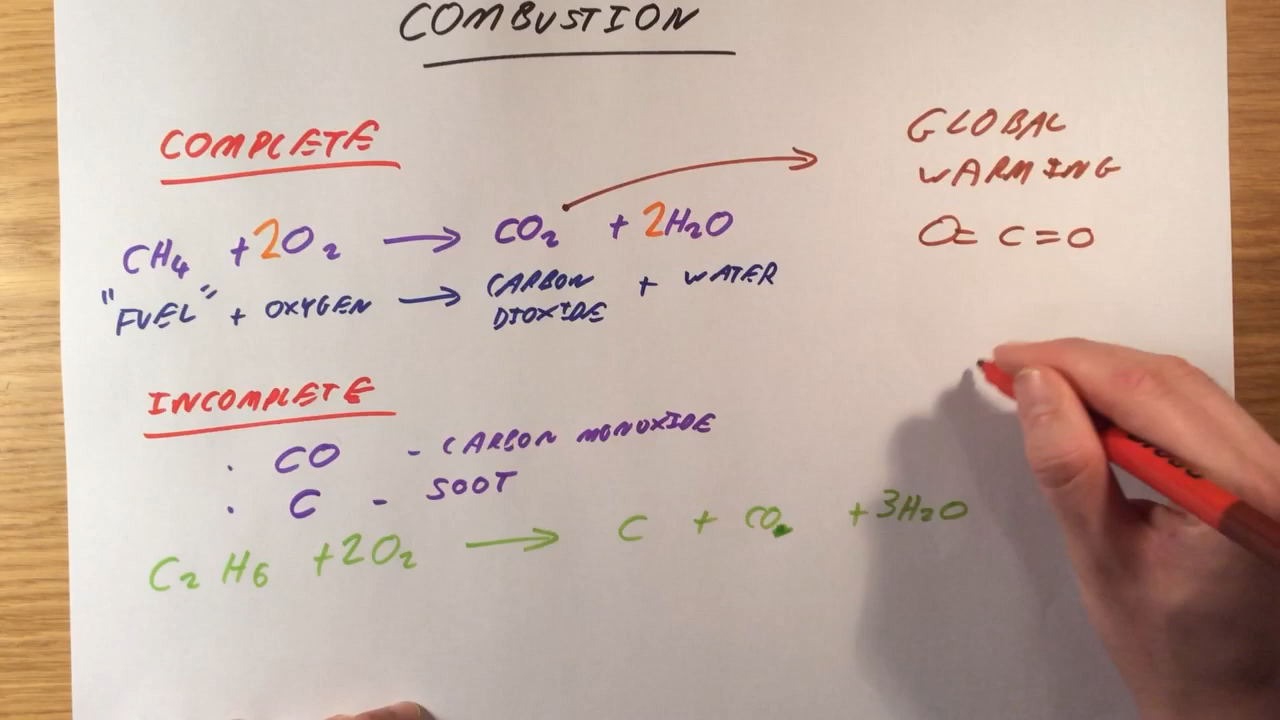 COMBUSTION
COMPLETE
CH4 + 2O2 → CO2 + 2H2O
"FUEL" + OXYGEN → CARBON DIOXIDE + WATER
GLOBAL
WARMING
O=C=O
INCOMPLETE
· CO - CARBON MONOXIDE
· C - SOOT
C2H6 + 2O2 → C + CO + 3H2O